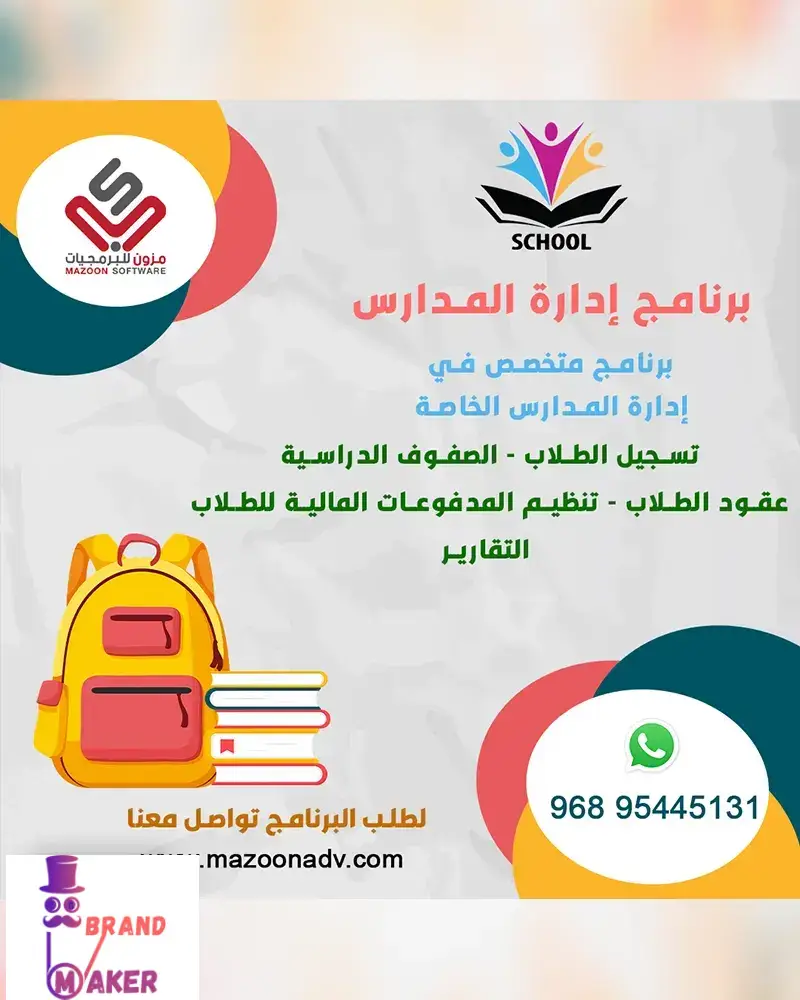 مزون للبرمجيات
MAZOON SOFTWARE
SCHOOL
برنامج إدارة المدارس
برنامج متخصص في
إدارة المدارس الخاصة
تسجيل الطلاب - الصفوف الدراسية
عقود الطلاب - تنظيم المدفوعات المالية للطلاب
التقارير
968 95445131
لطلب البرنامج تواصل معنا
www.mazoonadv.com
BRAND
MAKER